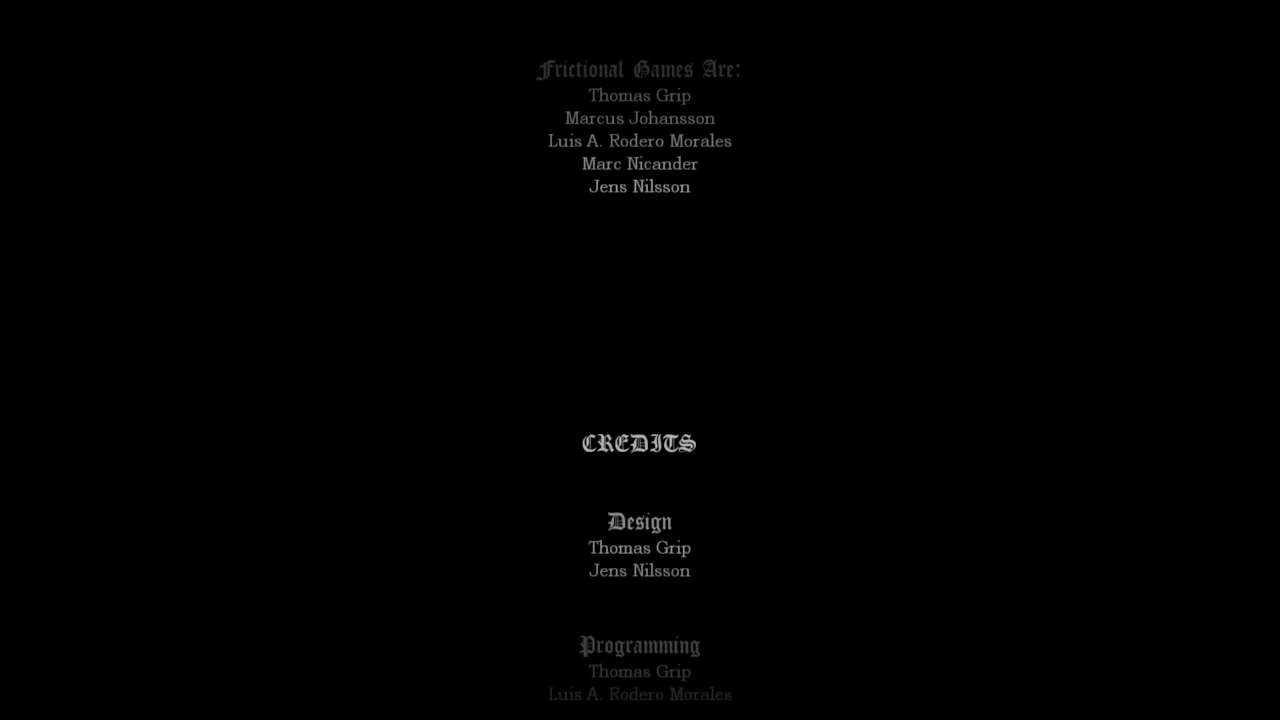 Frictional Games Are:
Thomas Grip
Marcus Johansson
Luis A. Rodero Morales
Marc Nicander
Jens Nilsson
CREDITS
Design
Thomas Grip
Jens Nilsson
Programming
Thomas Grip
Luis A. Rodero Morales